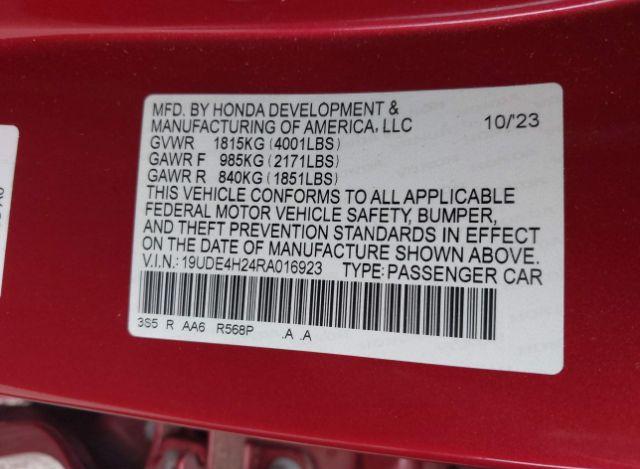 MFD. BY HONDA DEVELOPMENT &
MANUFACTURING OF AMERICA, LLC 10/'23
GVWR 1815KG (4001LBS)
GAWR F 985KG (2171LBS)
GAWR R 840KG (1851LBS)
THIS VEHICLE CONFORMS TO ALL APPLICABLE
FEDERAL MOTOR VEHICLE SAFETY, BUMPER,
AND THEFT PREVENTION STANDARDS IN EFFECT
ON THE DATE OF MANUFACTURE SHOWN ABOVE.
V.I.N.: 19UDE4H24RA016923 TYPE: PASSENGER CAR
3S5 R AA6 R568P .A .A